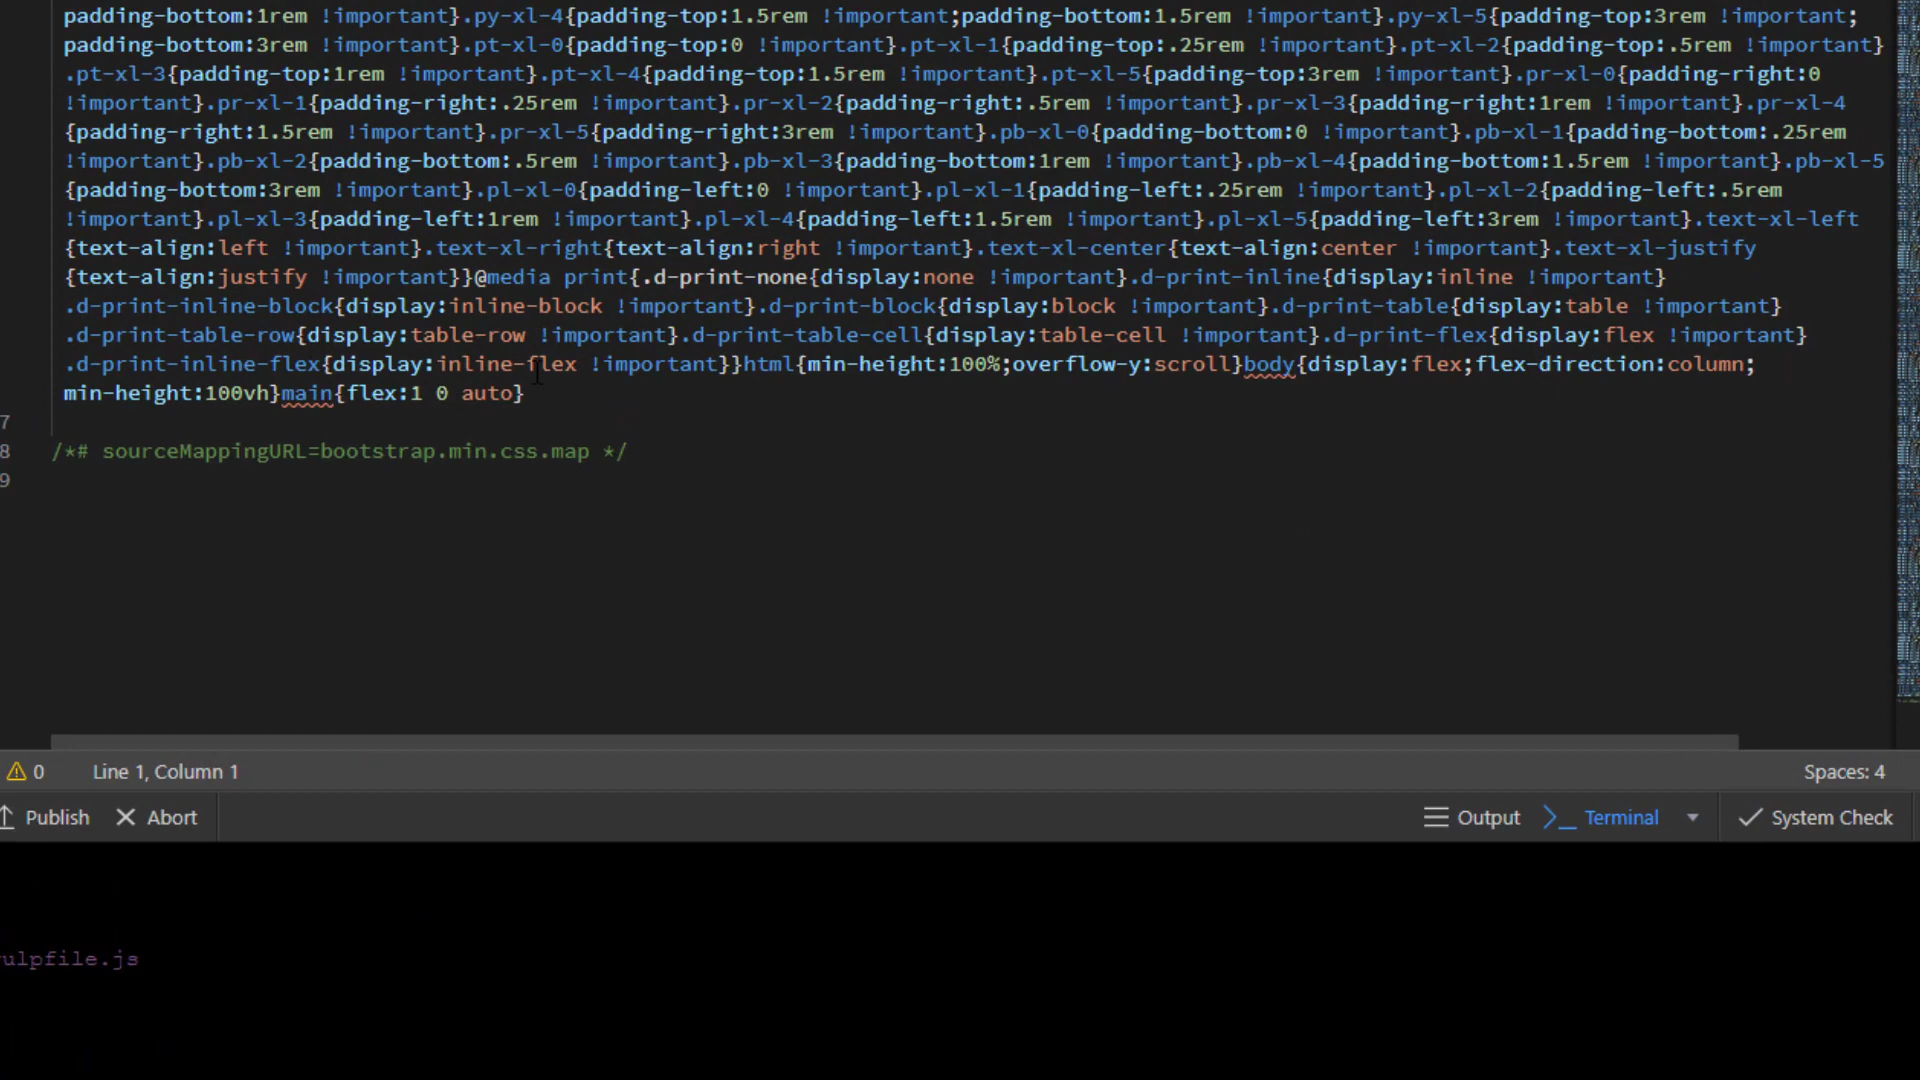 padding-bottom:1rem !important}.py-xl-4{padding-top:1.5rem !important;padding-bottom:1.5rem !important}.py-xl-5{padding-top:3rem !important;
padding-bottom:3rem !important}.pt-xl-0{padding-top:0 !important}.pt-xl-1{padding-top:.25rem !important}.pt-xl-2{padding-top:.5rem !important}
.pt-xl-3{padding-top:1rem !important}.pt-xl-4{padding-top:1.5rem !important}.pt-xl-5{padding-top:3rem !important}.pr-xl-0{padding-right:0
!important}.pr-xl-1{padding-right:.25rem !important}.pr-xl-2{padding-right:.5rem !important}.pr-xl-3{padding-right:1rem !important}.pr-xl-4
{padding-right:1.5rem !important}.pr-xl-5{padding-right:3rem !important}.pb-xl-0{padding-bottom:0 !important}.pb-xl-1{padding-bottom:.25rem
!important}.pb-xl-2{padding-bottom:.5rem !important}.pb-xl-3{padding-bottom:1rem !important}.pb-xl-4{padding-bottom:1.5rem !important}.pb-xl-5
{padding-bottom:3rem !important}.pl-xl-0{padding-left:0 !important}.pl-xl-1{padding-left:.25rem !important}.pl-xl-2{padding-left:.5rem
!important}.pl-xl-3{padding-left:1rem !important}.pl-xl-4{padding-left:1.5rem !important}.pl-xl-5{padding-left:3rem !important}.text-xl-left
{text-align:left !important}.text-xl-right{text-align:right !important}.text-xl-center{text-align:center !important}.text-xl-justify
{text-align:justify !important}}@media print{.d-print-none{display:none !important}.d-print-inline{display:inline !important}
.d-print-inline-block{display:inline-block !important}.d-print-block{display:block !important}.d-print-table{display:table !important}
.d-print-table-row{display:table-row !important}.d-print-table-cell{display:table-cell !important}.d-print-flex{display:flex !important}
.d-print-inline-flex{display:inline-flex !important}}html{min-height:100%;overflow-y:scroll}body{display:flex;flex-direction:column;
min-height:100vh}main{flex:1 0 auto}
7
8 /*# sourceMappingURL=bootstrap.min.css.map */
9
0 Line 1, Column 1 Spaces: 4
Publish Abort Output Terminal System Check
ulpfile.js